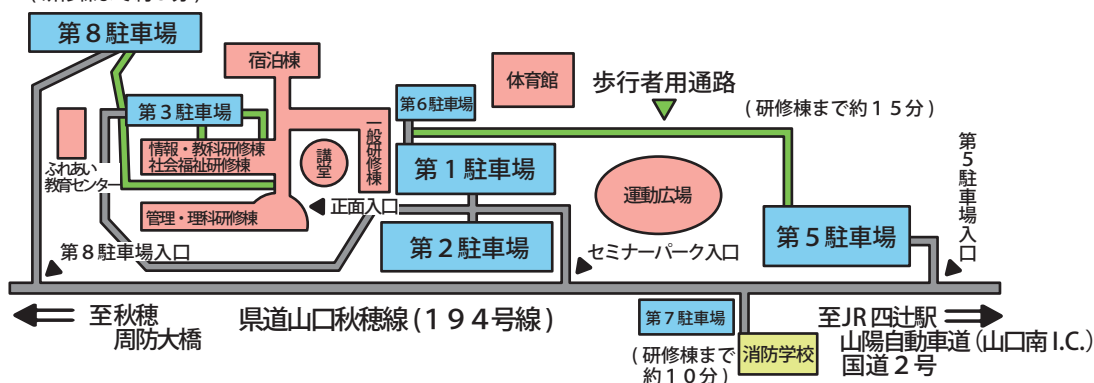 第８駐車場
宿泊棟
体育館
歩行者用通路
(研修棟まで約１５分)
第３駐車場
第６駐車場
一般研修棟
第５駐車場入口
情報・教科研修棟
社会福祉研修棟
講堂
第１駐車場
運動広場
ふれあい
教育センター
管理・理科研修棟
正面入口
第２駐車場
第５駐車場
第８駐車場入口
セミナーパーク入口
至秋穂
周防大橋
県道山口秋穂線(１９４号線)
第７駐車場
(研修棟まで
約１０分)
消防学校
至JR四辻駅
山陽自動車道(山口南I.C.)
国道２号